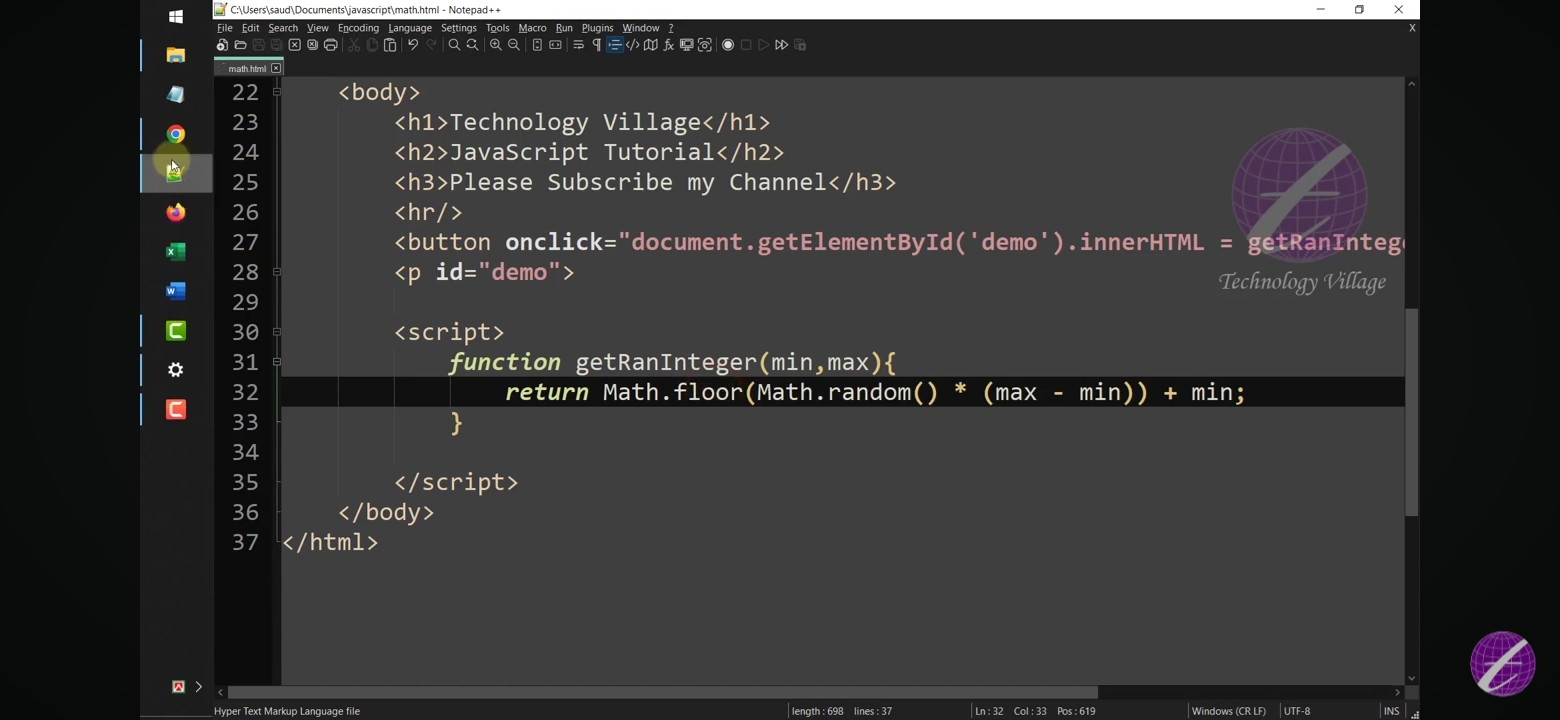 C:\Users\saud\Documents\javascript\math.html - Notepad++
File Edit Search View Encoding Language Settings Tools Macro Run Plugins Window ? X
math.html
22 <body>
23 <h1>Technology Village</h1>
24 <h2>JavaScript Tutorial</h2>
25 <h3>Please Subscribe my Channel</h3>
26 <hr/>
27 <button onclick="document.getElementById('demo').innerHTML = getRanIntege
28 <p id="demo">
Technology Village
29
30 <script>
31 function getRanInteger(min,max){
32 return Math.floor(Math.random() * (max - min)) + min;
33 }
34
35 </script>
36 </body>
37 </html>
Hyper Text Markup Language file length : 698 lines : 37 Ln : 32 Col : 33 Pos : 619 Windows (CR LF) UTF-8 INS